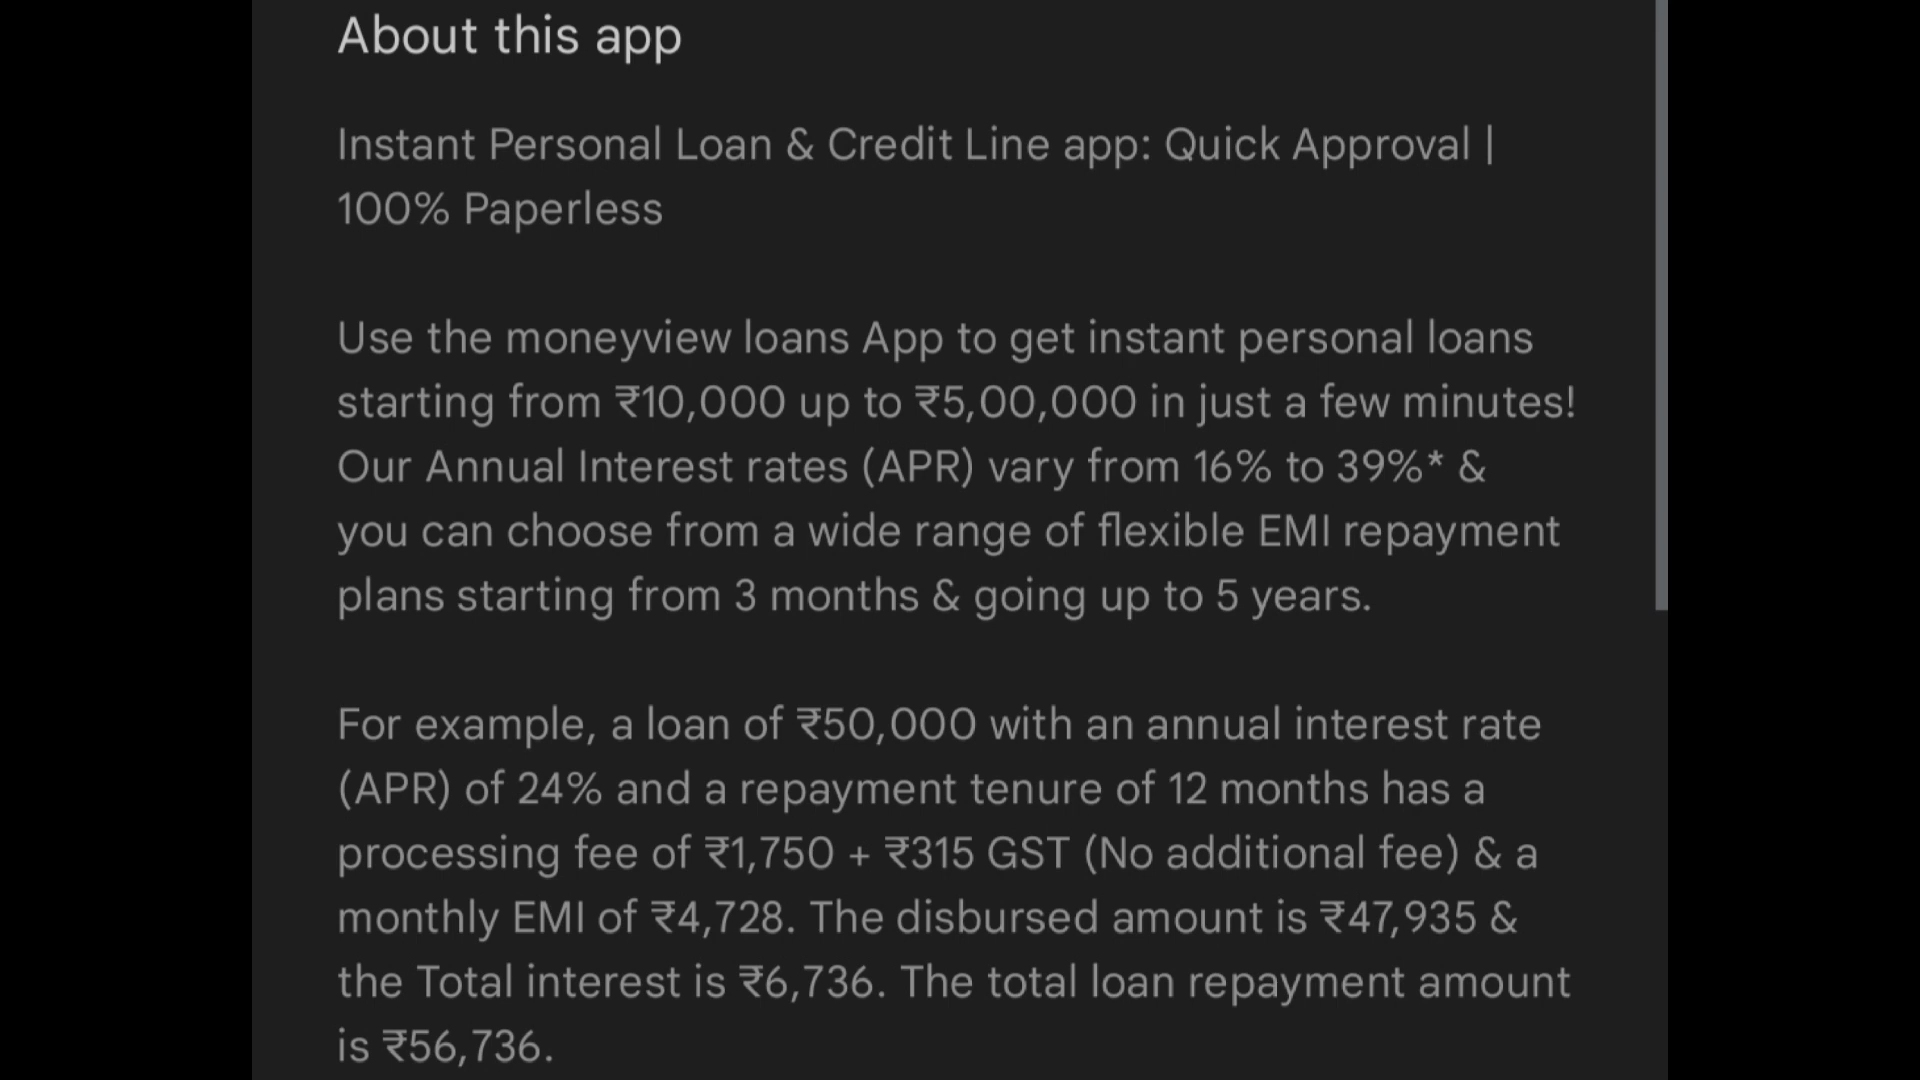 About this app
Instant Personal Loan & Credit Line app: Quick Approval |
100% Paperless
Use the moneyview loans App to get instant personal loans
starting from ₹10,000 up to ₹5,00,000 in just a few minutes!
Our Annual Interest rates (APR) vary from 16% to 39%* &
you can choose from a wide range of flexible EMI repayment
plans starting from 3 months & going up to 5 years.
For example, a loan of ₹50,000 with an annual interest rate
(APR) of 24% and a repayment tenure of 12 months has a
processing fee of ₹1,750 + ₹315 GST (No additional fee) & a
monthly EMI of ₹4,728. The disbursed amount is ₹47,935 &
the Total interest is ₹6,736. The total loan repayment amount
is ₹56,736.